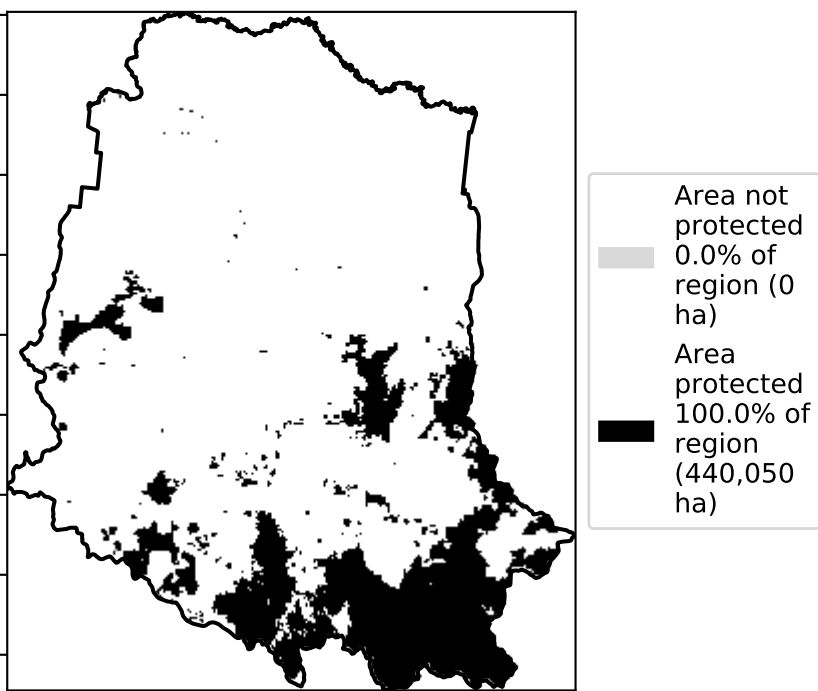 Area not
protected
0.0% of
region (0
ha)
Area
protected
100.0% of
region
(440,050
ha)